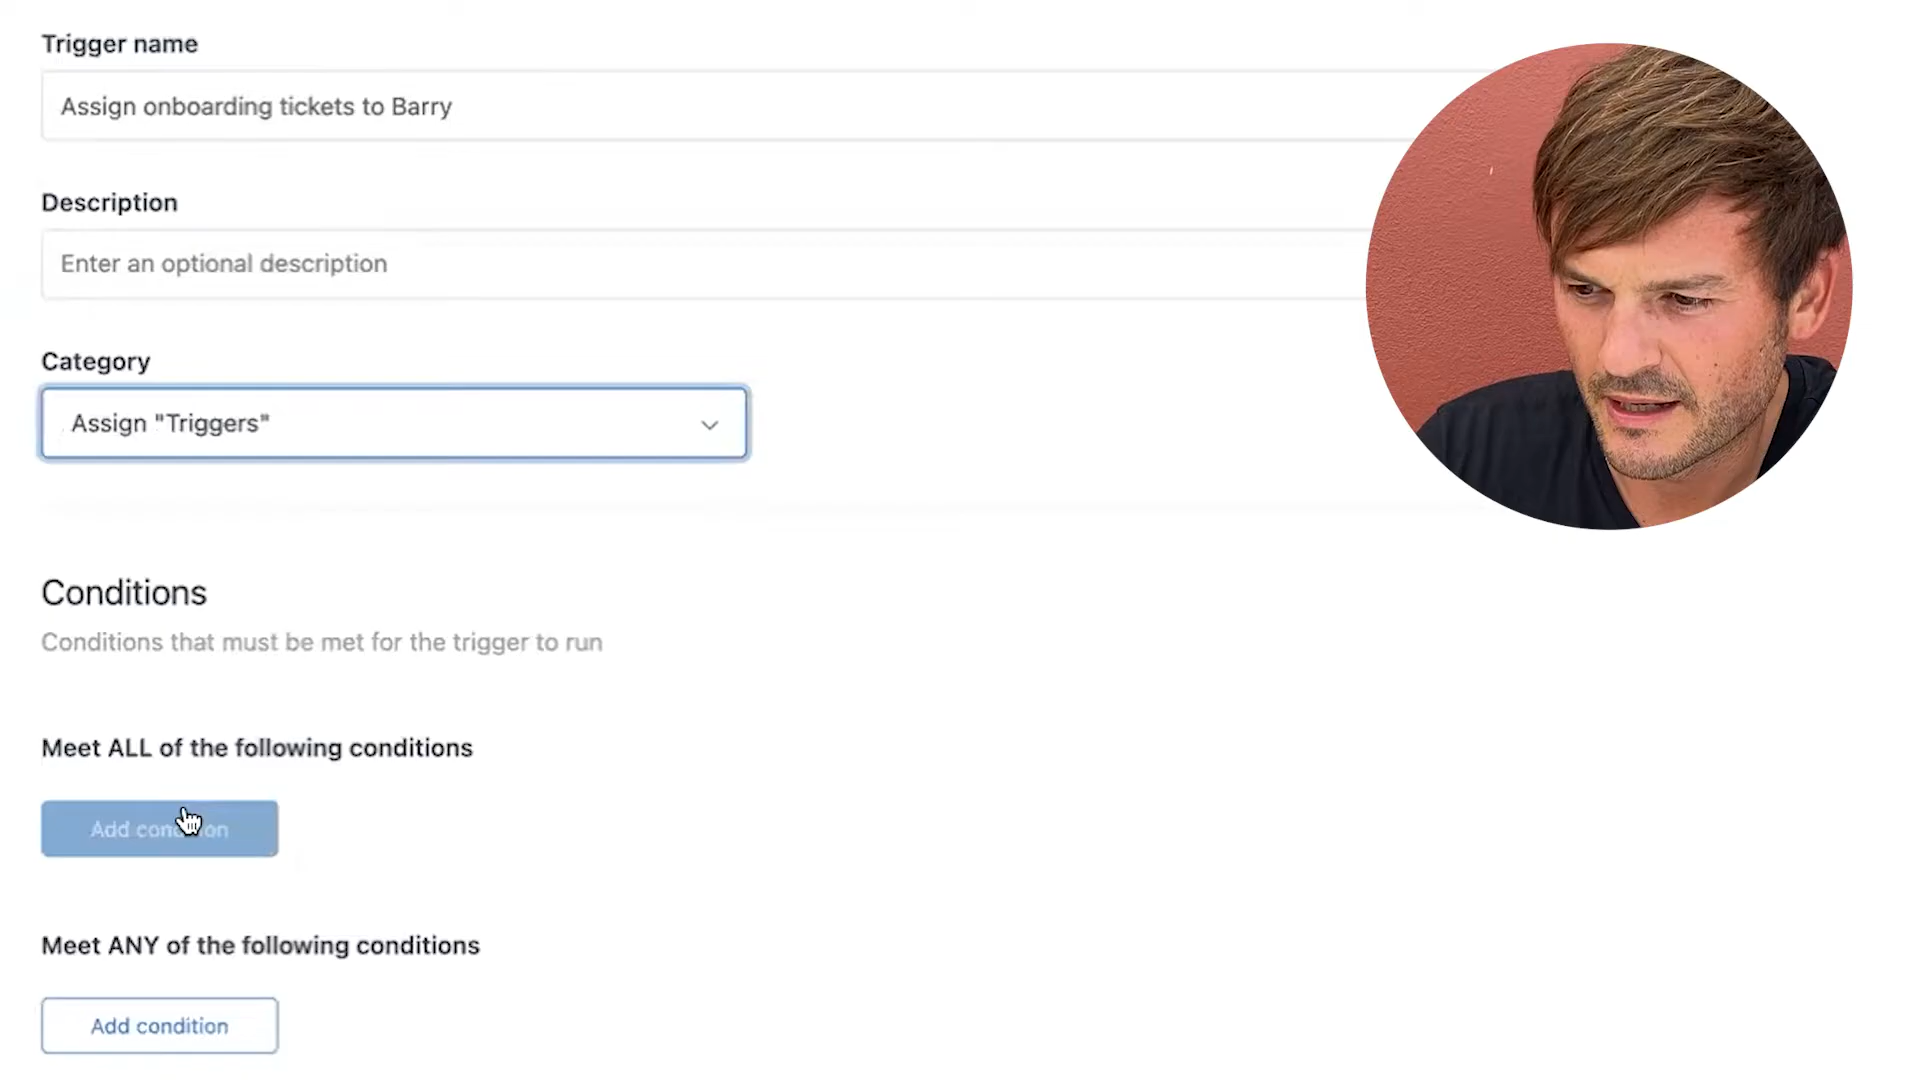 Trigger name
Assign onboarding tickets to Barry
Description
Enter an optional description
Category
Assign "Triggers"
Conditions
Conditions that must be met for the trigger to run
Meet ALL of the following conditions
Add condition
Meet ANY of the following conditions
Add condition